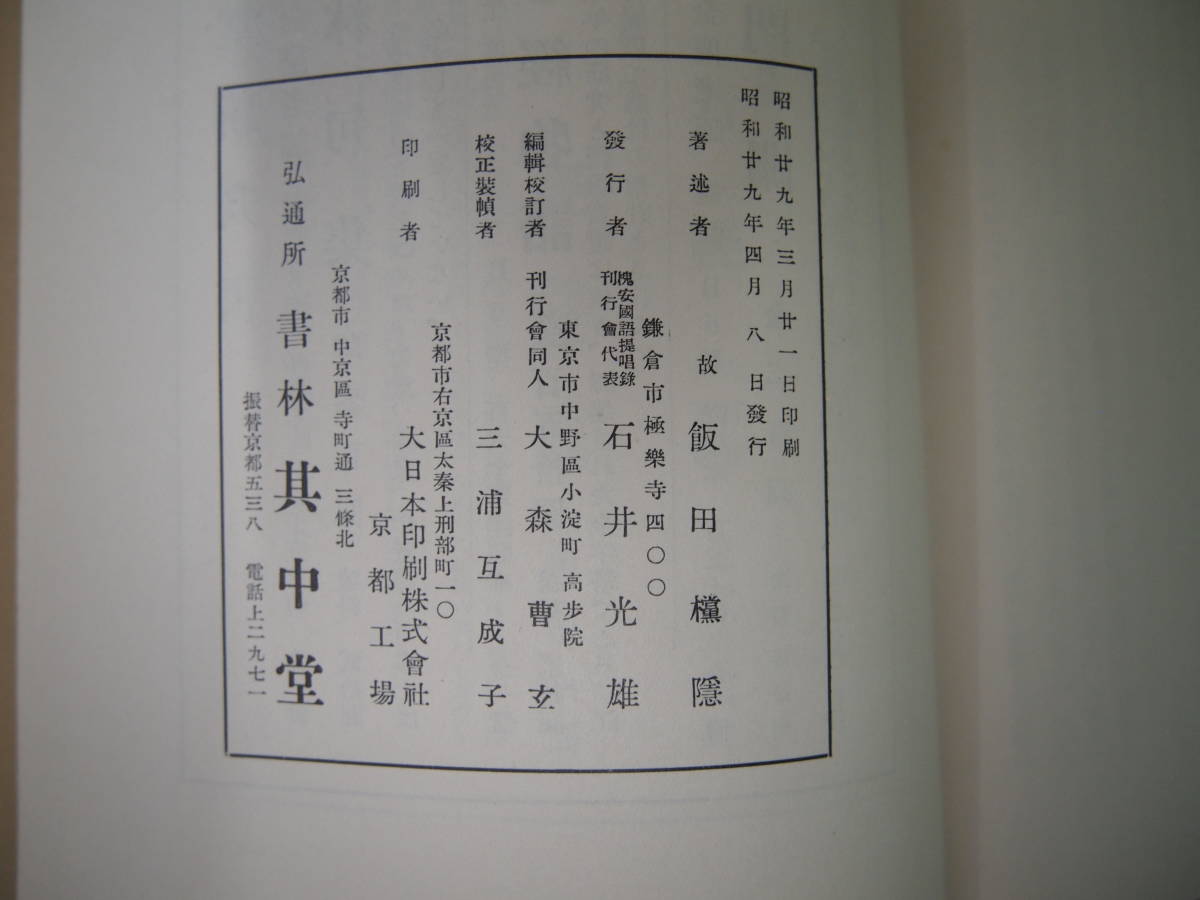 昭和廿九年三月廿一日印刷
昭和廿九年四月八日發行
著述者 故 飯田欓隱
鎌倉市極樂寺四〇〇
發行者 槐安國語提唱錄刊行會代表 石井光雄
東京市中野區小淀町 高步院
編輯校訂者 刊行會同人 大森曹玄
校正裝幀者 三浦互成子
京都市右京區太秦上刑部町一〇
印刷者 大日本印刷株式會社
京都工場
京都市 中京區 寺町通 三條北
弘通所 書林 其中堂
振替京都五三八 電話上二九七一